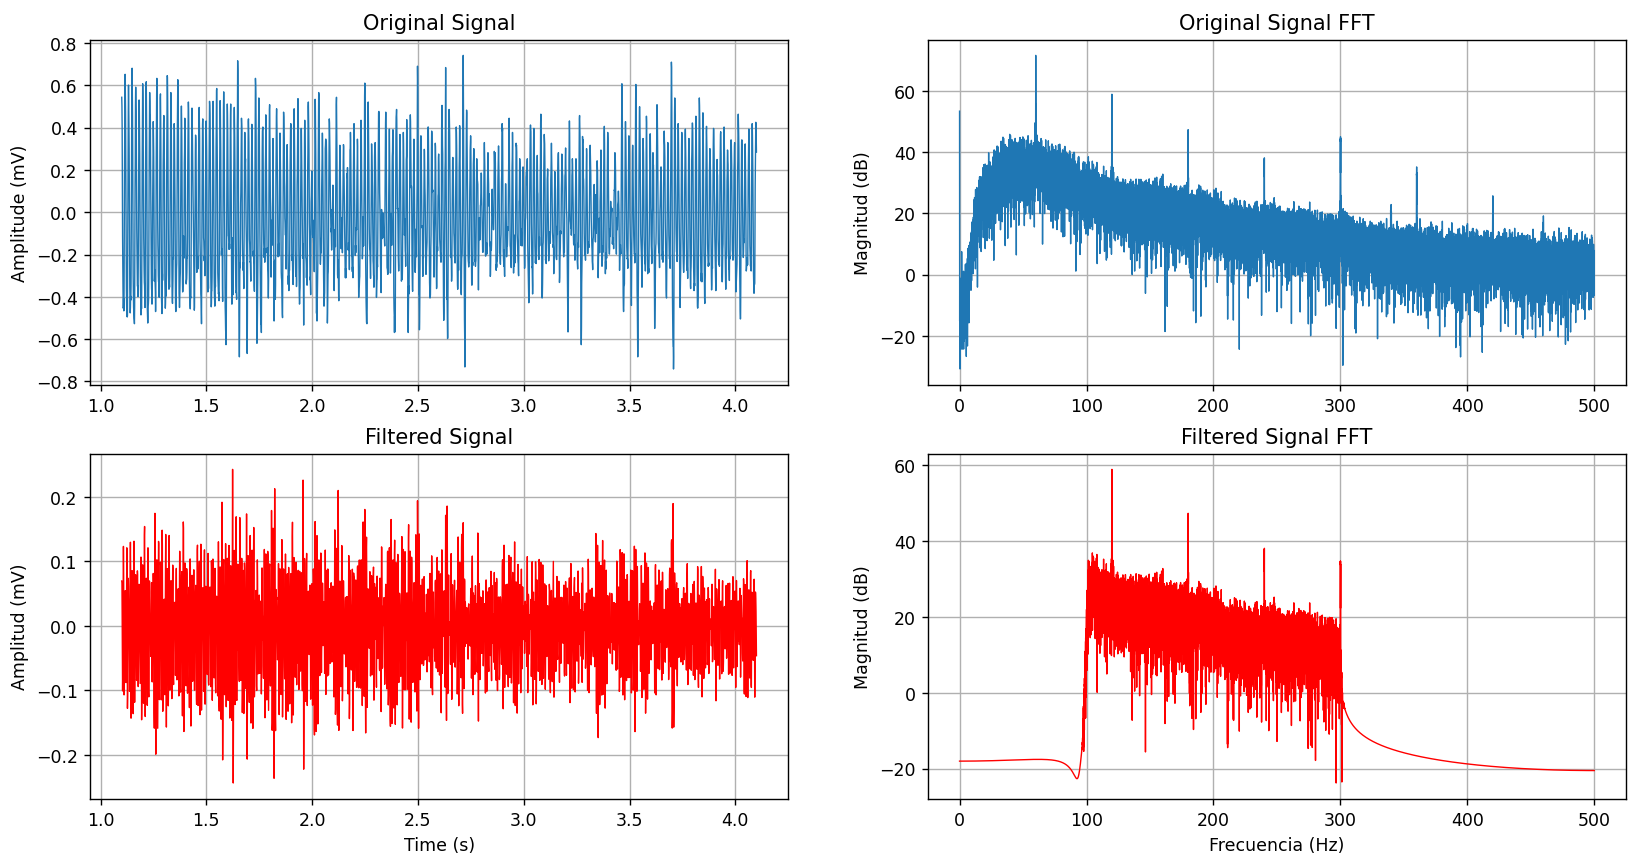 Original Signal
Amplitude (mV)
0.8
0.6
0.4
0.2
0.0
−0.2
−0.4
−0.6
−0.8
1.0 1.5 2.0 2.5 3.0 3.5 4.0
Original Signal FFT
Magnitud (dB)
60
40
20
0
−20
0 100 200 300 400 500
Filtered Signal
Amplitud (mV)
0.2
0.1
0.0
−0.1
−0.2
1.0 1.5 2.0 2.5 3.0 3.5 4.0
Time (s)
Filtered Signal FFT
Magnitud (dB)
60
40
20
0
−20
0 100 200 300 400 500
Frecuencia (Hz)